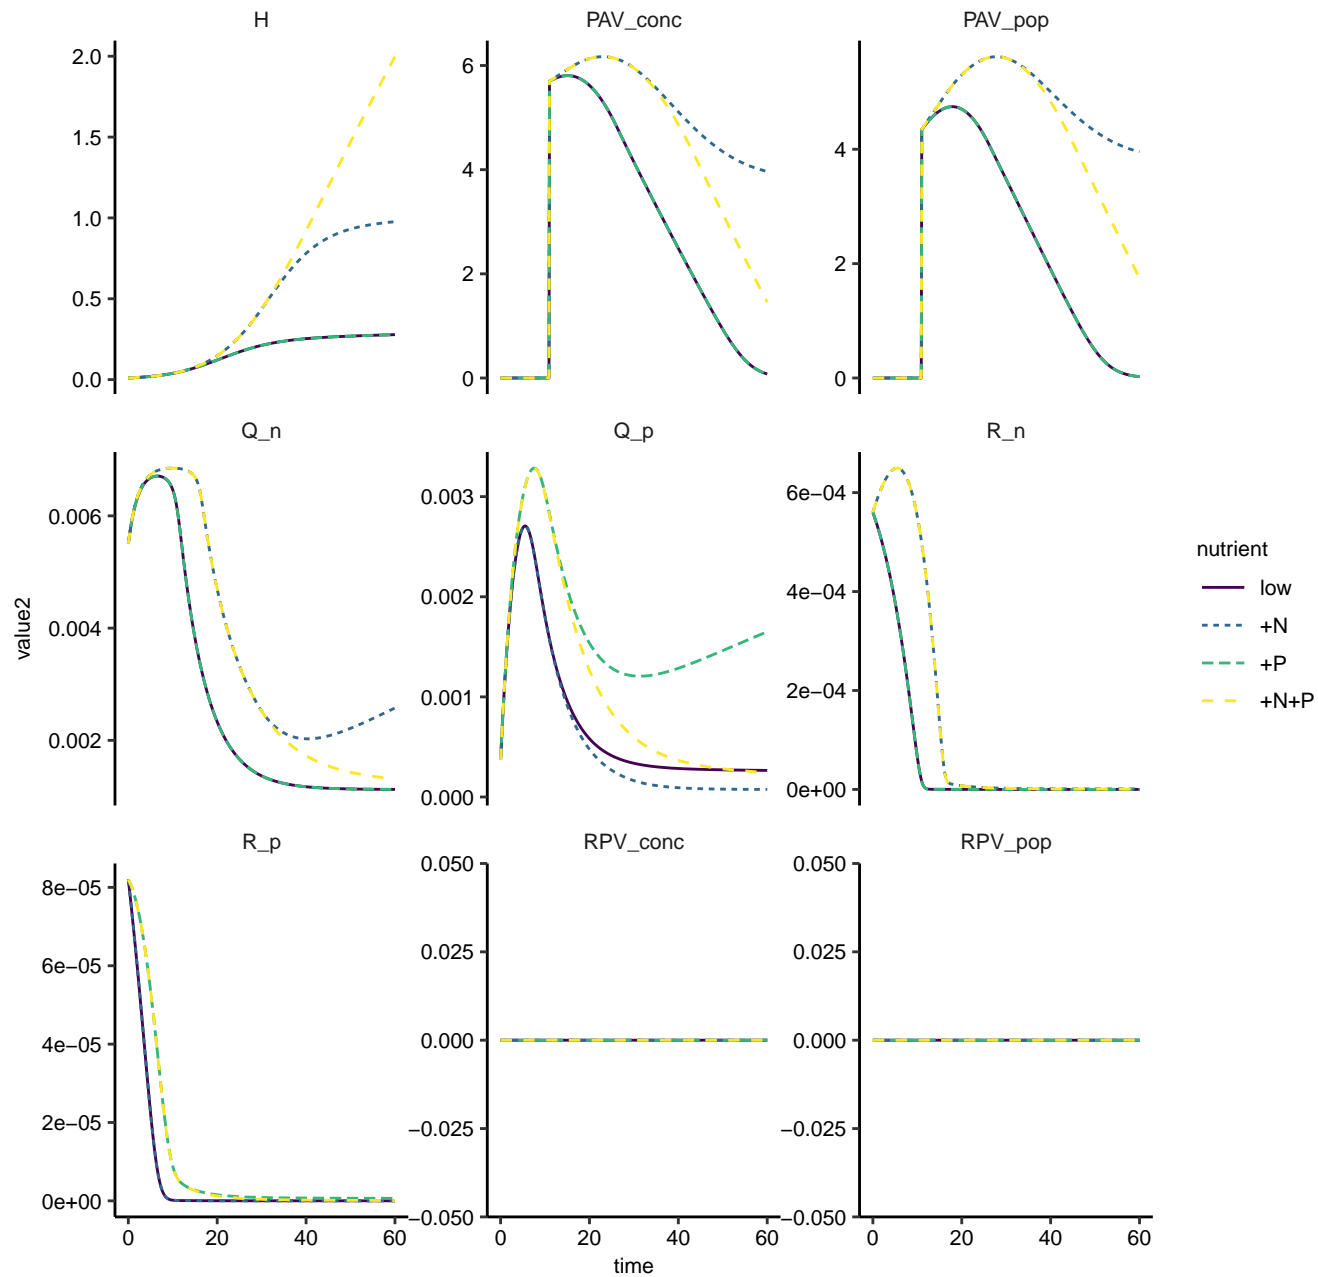 H
PAV_conc
PAV_pop
2.0
1.5
1.0
0.5
0.0
6
4
2
0
4
2
0
Q_n
Q_p
R_n
0.006
0.004
0.002
0.003
0.002
0.001
0.000
6e−04
4e−04
2e−04
0e+00
R_p
RPV_conc
RPV_pop
8e−05
6e−05
4e−05
2e−05
0e+00
0.050
0.025
0.000
−0.025
−0.050
0.050
0.025
0.000
−0.025
−0.050
0 20 40 60
0 20 40 60
0 20 40 60
time
value2
nutrient
low
+N
+P
+N+P